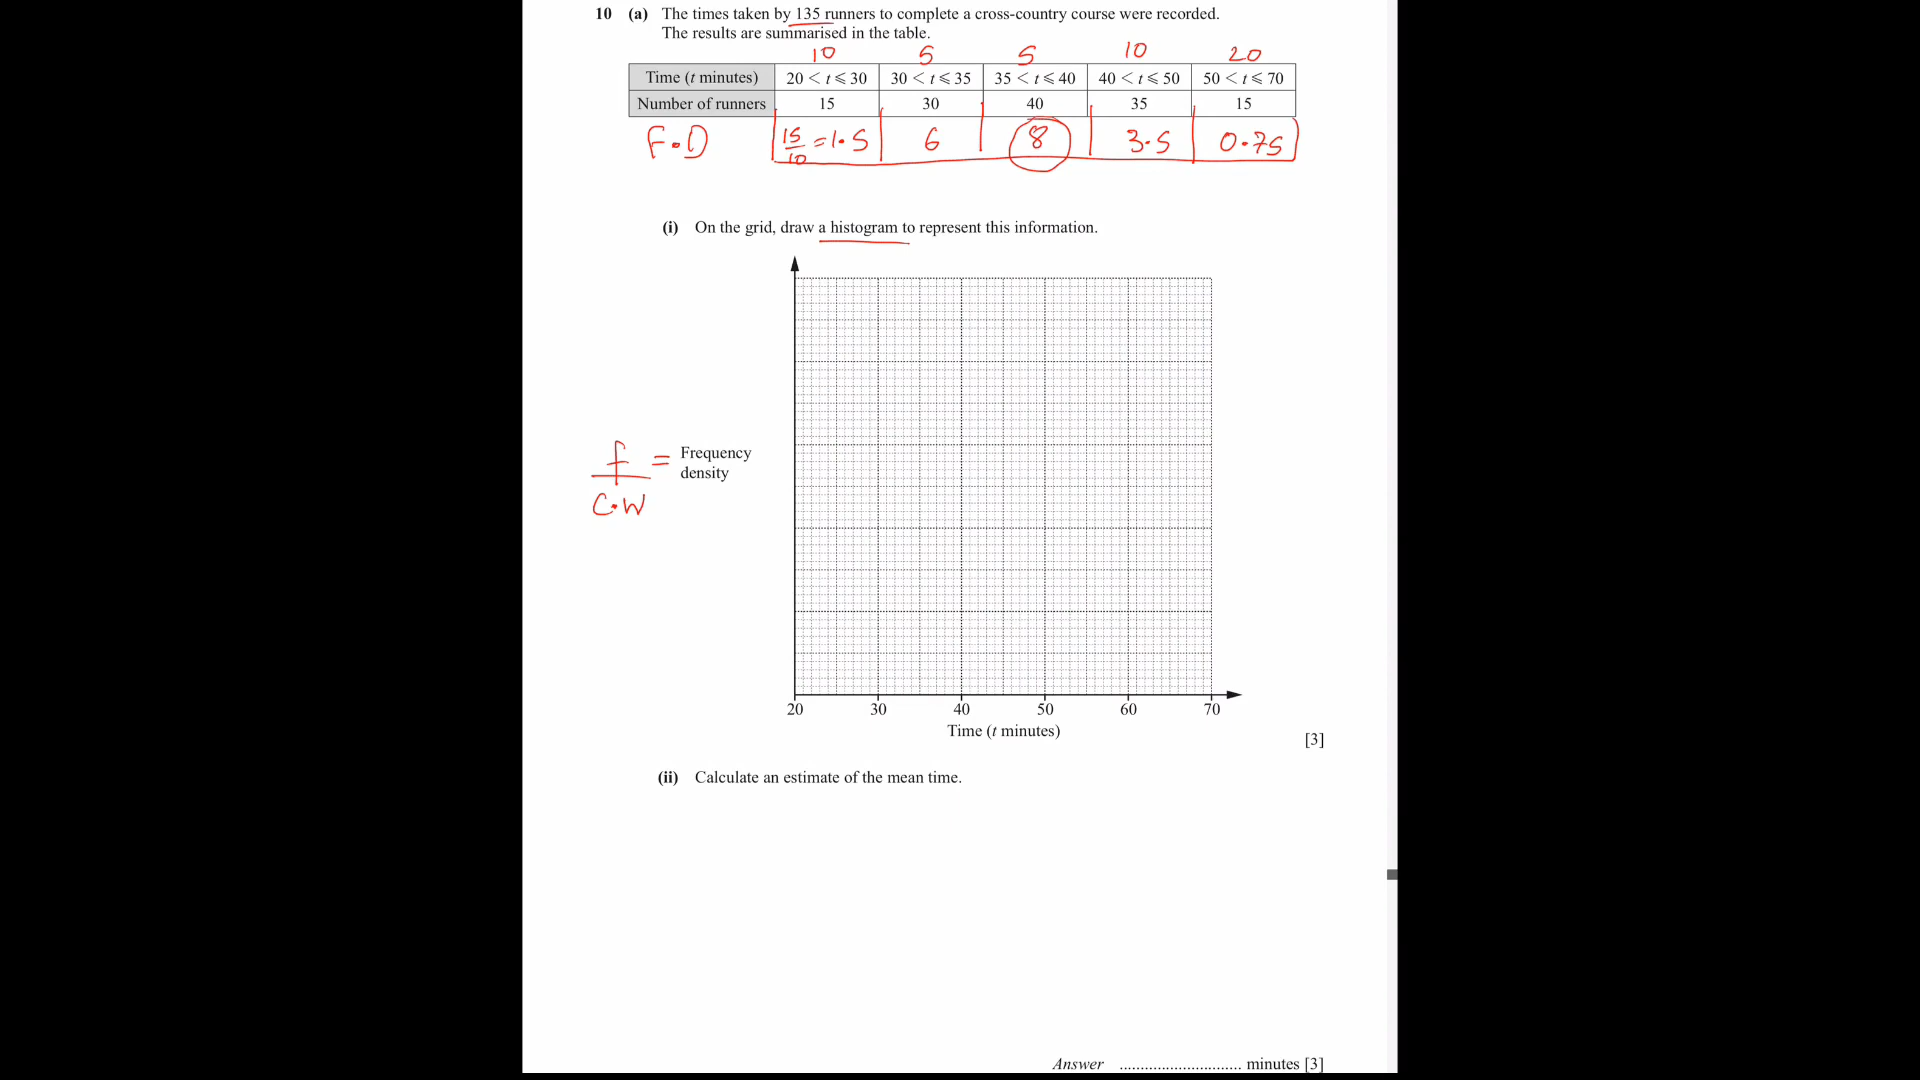 10 (a) The times taken by 135 runners to complete a cross-country course were recorded.
The results are summarised in the table.
10 5 5 10 20
Time (t minutes) 20 < t ⩽ 30 30 < t ⩽ 35 35 < t ⩽ 40 40 < t ⩽ 50 50 < t ⩽ 70
Number of runners 15 30 40 35 15
F.D 15/10 = 1.5 6 8 3.5 0.75
(i) On the grid, draw a histogram to represent this information.
f/C.W = Frequency
density
20 30 40 50 60 70
Time (t minutes)
[3]
(ii) Calculate an estimate of the mean time.
Answer ............................. minutes [3]